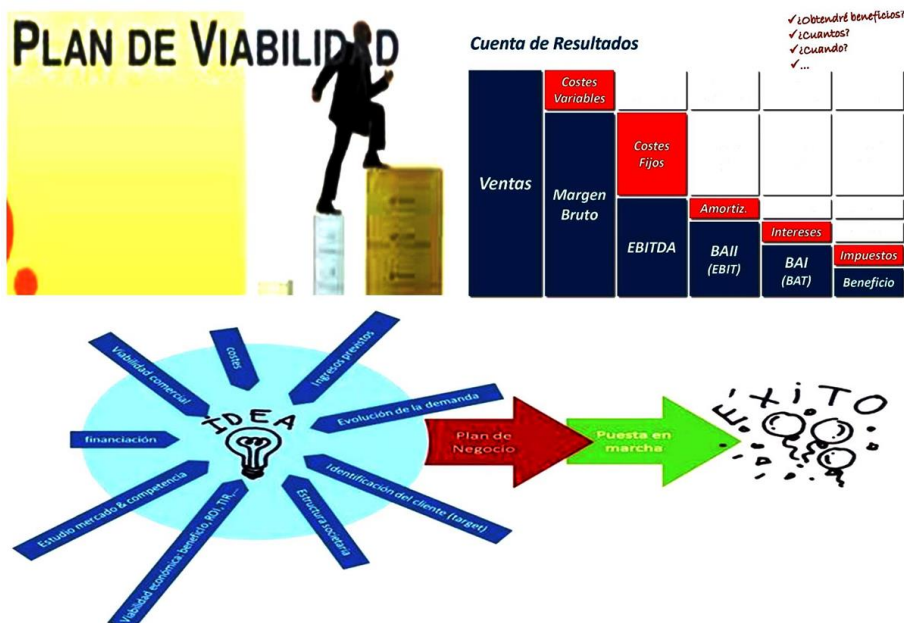 PLAN DE VIABILIDAD
✓¿Obtendré beneficios?
✓¿Cuantos?
✓¿Cuando?
✓...
Cuenta de Resultados
Ventas
Costes
Variables
Margen
Bruto
Costes
Fijos
EBITDA
Amortiz.
BAII
(EBIT)
Intereses
BAI
(BAT)
Impuestos
Beneficio
Viabilidad comercial
costes
Ingresos previstos
Evolución de la demanda
financiación
IDEA
Estudio mercado & competencia
Viabilidad económica: beneficio, ROI, TIR,...
Estructura societaria
Identificación del cliente (target)
Plan de
Negocio
Puesta en
marcha
ÉXiTO